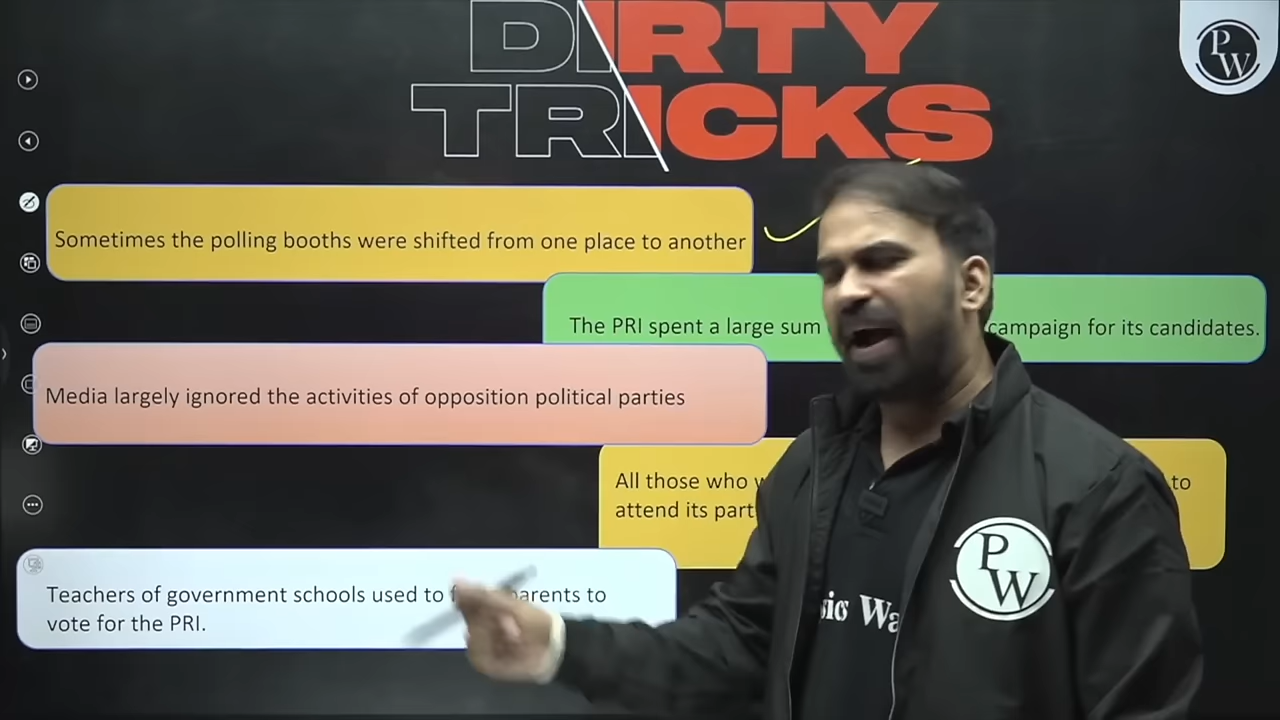 DIRTY
TRICKS
PW
Sometimes the polling booths were shifted from one place to another
The PRI spent a large sum campaign for its candidates.
Media largely ignored the activities of opposition political parties
All those who to
attend its
Teachers of government schools used to parents to
vote for the PRI.
PW